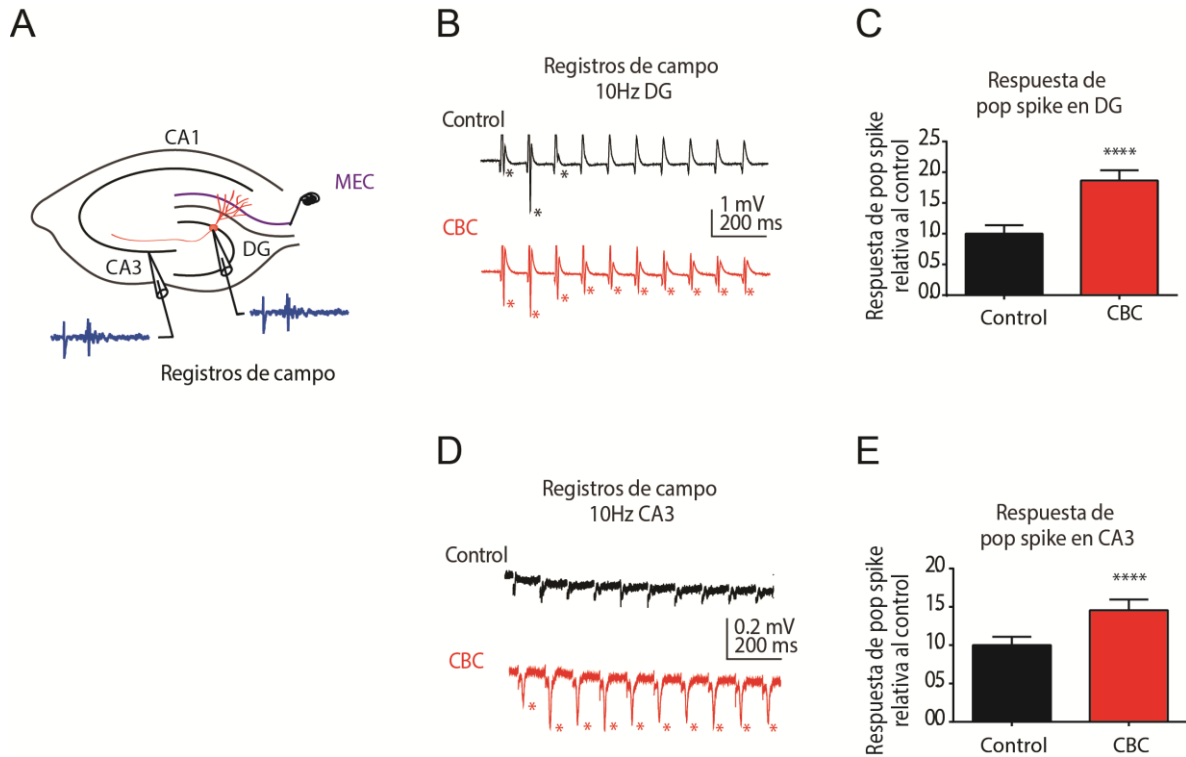 A
CA1
MEC
DG
CA3
Registros de campo
B
Registros de campo
10Hz DG
Control
*
*
*
1 mV
200 ms
CBC
* * * * * * * * * *
C
Respuesta de
pop spike en DG
Respuesta de pop spike
relativa al control
25
20
15
10
05
00
****
Control
CBC
D
Registros de campo
10Hz CA3
Control
0.2 mV
200 ms
CBC
* * * * * * * * * *
E
Respuesta de
pop spike en CA3
Respuesta de pop spike
relativa al control
20
15
10
05
00
****
Control
CBC